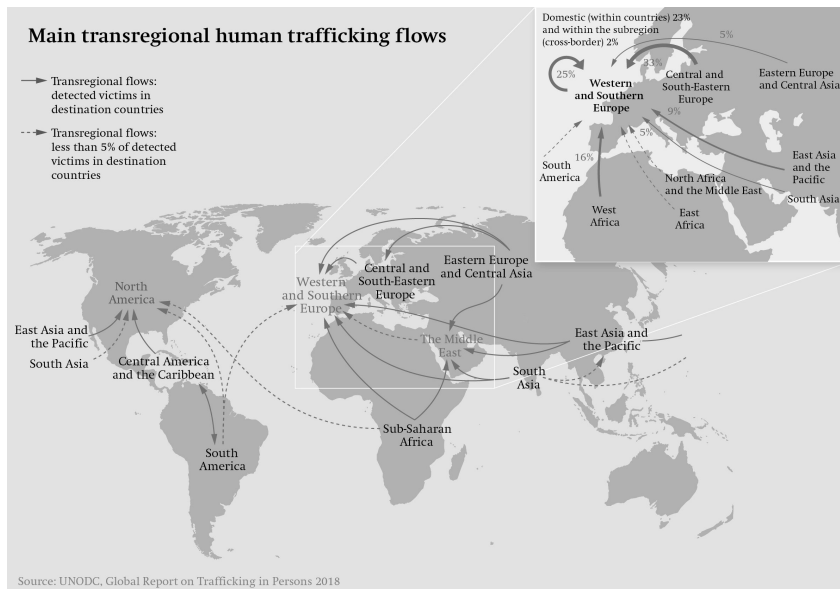 Main transregional human trafficking flows
Transregional flows:
detected victims in
destination countries
Transregional flows:
less than 5% of detected
victims in destination
countries
Domestic (within countries) 23%
and within the subregion
(cross-border) 2%
5%
25%
33%
Western
and Southern
Europe
Central and
South-Eastern
Europe
Eastern Europe
and Central Asia
9%
5%
16%
South
America
East Asia
and the
Pacific
North Africa
and the Middle East
South Asia
West
Africa
East
Africa
North
America
Western
and Southern
Europe
Central and
South-Eastern
Europe
Eastern Europe
and Central Asia
East Asia and
the Pacific
South Asia
Central America
and the Caribbean
The Middle
East
East Asia and
the Pacific
South
Asia
Sub-Saharan
Africa
South
America
Source: UNODC, Global Report on Trafficking in Persons 2018